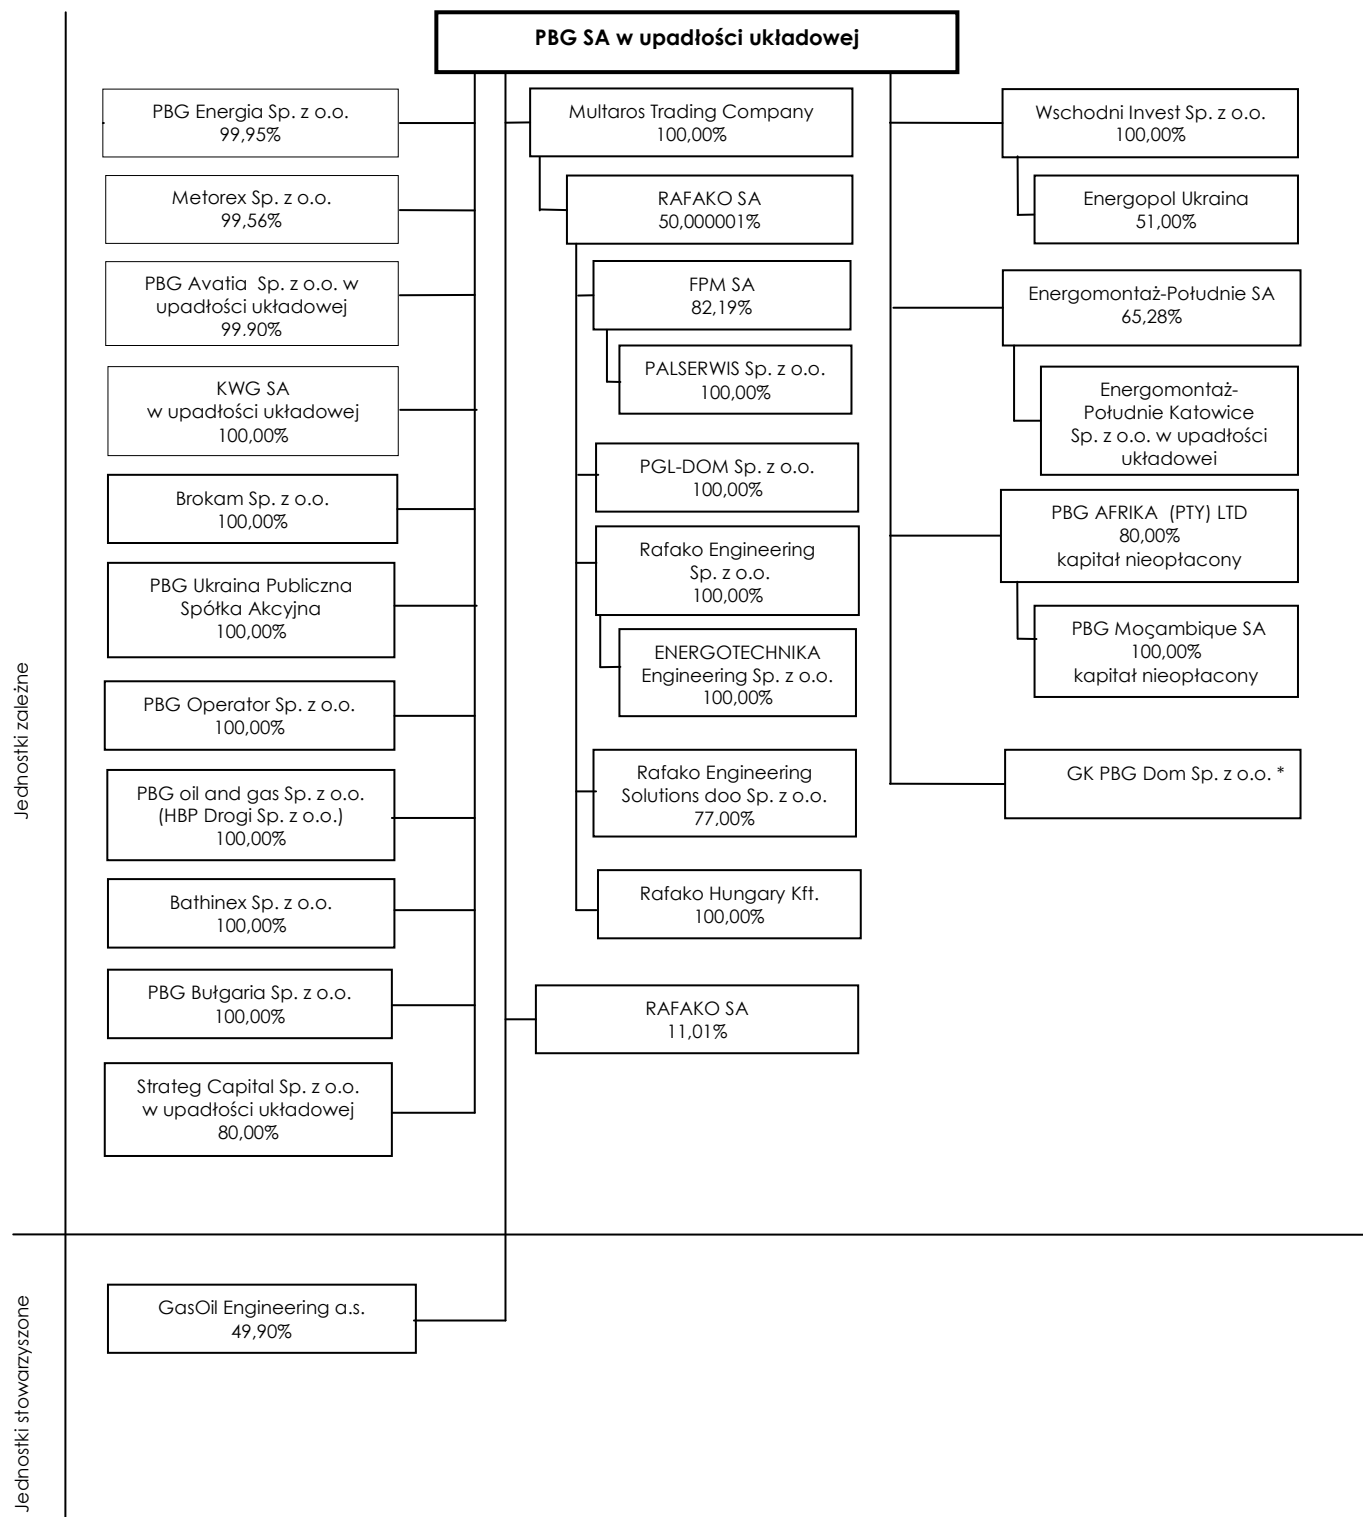 PBG SA w upadłości układowej
Jednostki zależne
PBG Energia Sp. z o.o.
99,95%
Metorex Sp. z o.o.
99,56%
PBG Avatia Sp. z o.o. w
upadłości układowej
99.90%
KWG SA
w upadłości układowej
100,00%
Brokam Sp. z o.o.
100,00%
PBG Ukraina Publiczna
Spółka Akcyjna
100,00%
PBG Operator Sp. z o.o.
100,00%
PBG oil and gas Sp. z o.o.
(HBP Drogi Sp. z o.o.)
100,00%
Bathinex Sp. z o.o.
100,00%
PBG Bułgaria Sp. z o.o.
100,00%
Strateg Capital Sp. z o.o.
w upadłości układowej
80,00%
Multaros Trading Company
100,00%
RAFAKO SA
50,000001%
FPM SA
82,19%
PALSERWIS Sp. z o.o.
100,00%
PGL-DOM Sp. z o.o.
100,00%
Rafako Engineering
Sp. z o.o.
100,00%
ENERGOTECHNIKA
Engineering Sp. z o.o.
100,00%
Rafako Engineering
Solutions doo Sp. z o.o.
77,00%
Rafako Hungary Kft.
100,00%
RAFAKO SA
11,01%
Wschodni Invest Sp. z o.o.
100,00%
Energopol Ukraina
51,00%
Energomontaż-Południe SA
65,28%
Energomontaż-
Południe Katowice
Sp. z o.o. w upadłości
układowei
PBG AFRIKA (PTY) LTD
80,00%
kapitał nieopłacony
PBG Moçambique SA
100,00%
kapitał nieopłacony
GK PBG Dom Sp. z o.o. *
Jednostki stowarzyszone
GasOil Engineering a.s.
49,90%